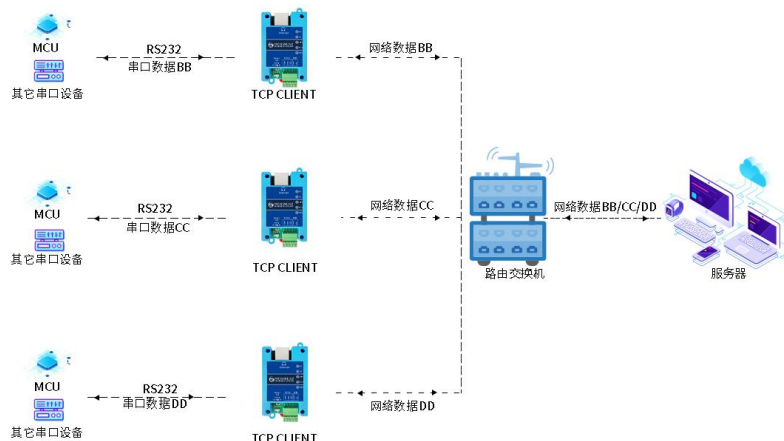 MCU
RS232
串口数据BB
其它串口设备
TCP CLIENT
网络数据BB
MCU
RS232
串口数据CC
其它串口设备
TCP CLIENT
网络数据CC
网络数据BB/CC/DD
路由交换机
服务器
MCU
RS232
串口数据DD
其它串口设备
TCP CLIENT
网络数据DD